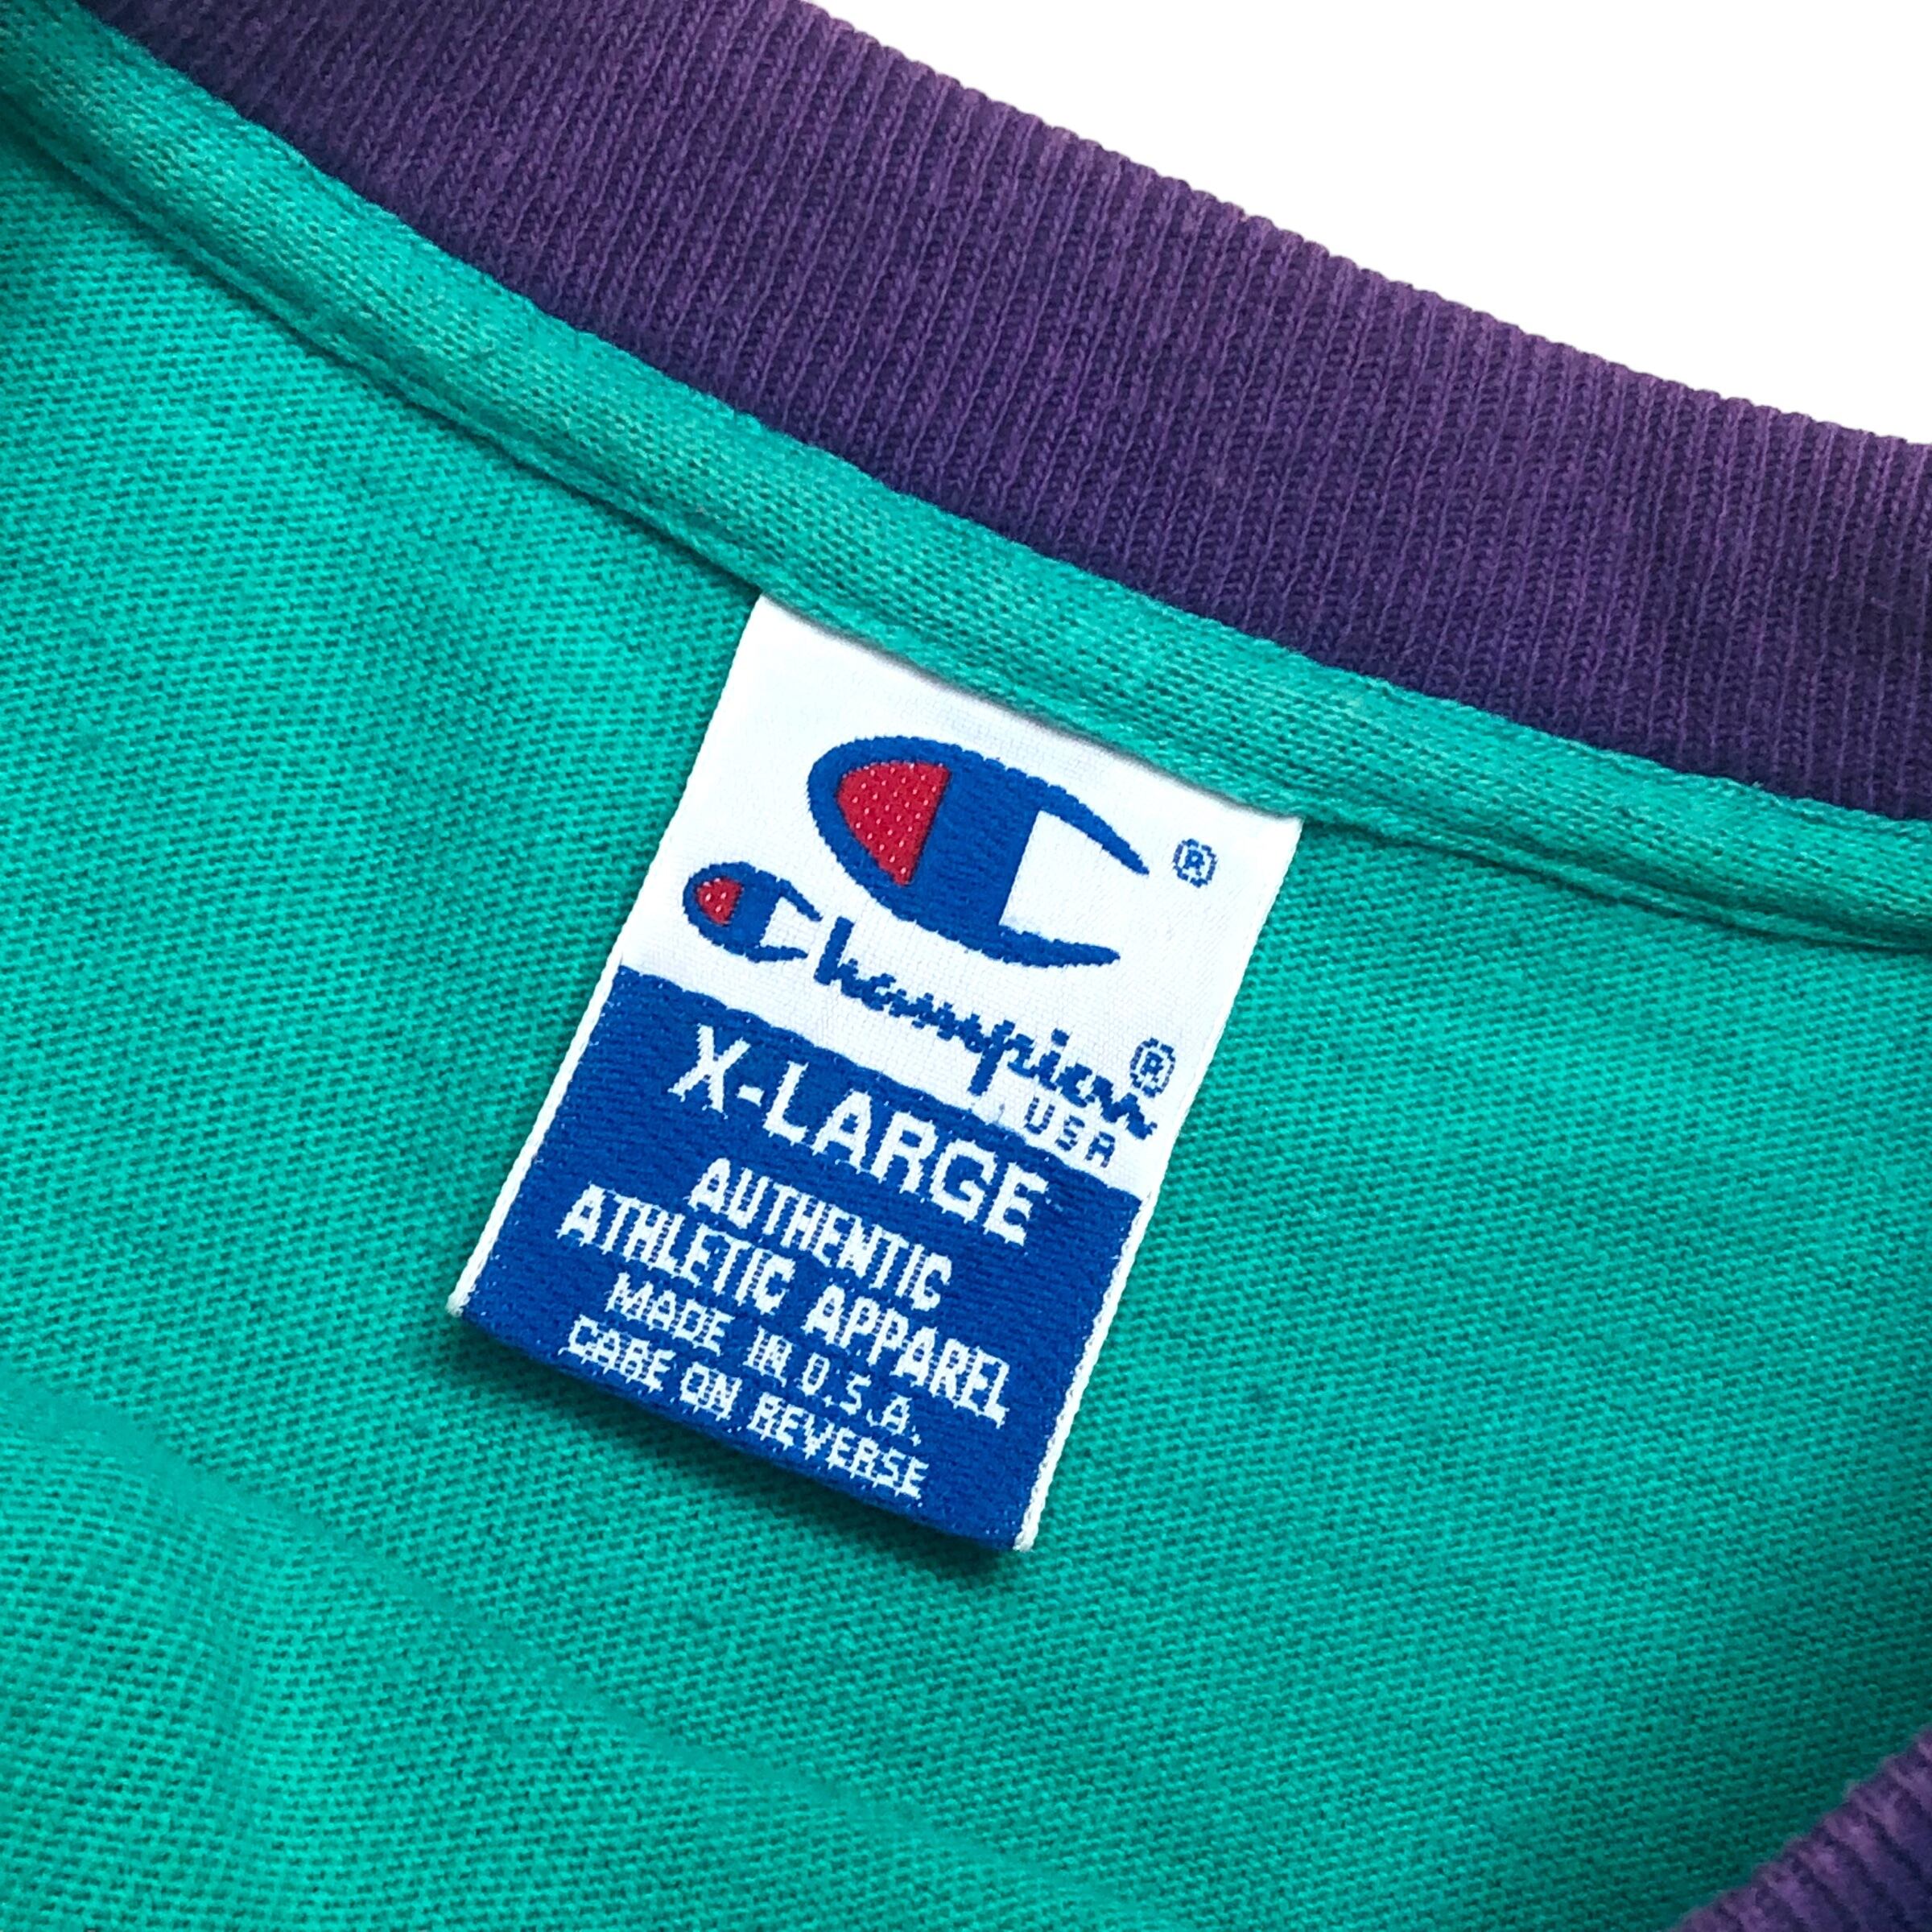 ®
Champion®
USA
X-LARGE
AUTHENTIC
ATHLETIC APPAREL
MADE IN U.S.A.
CARE ON REVERSE